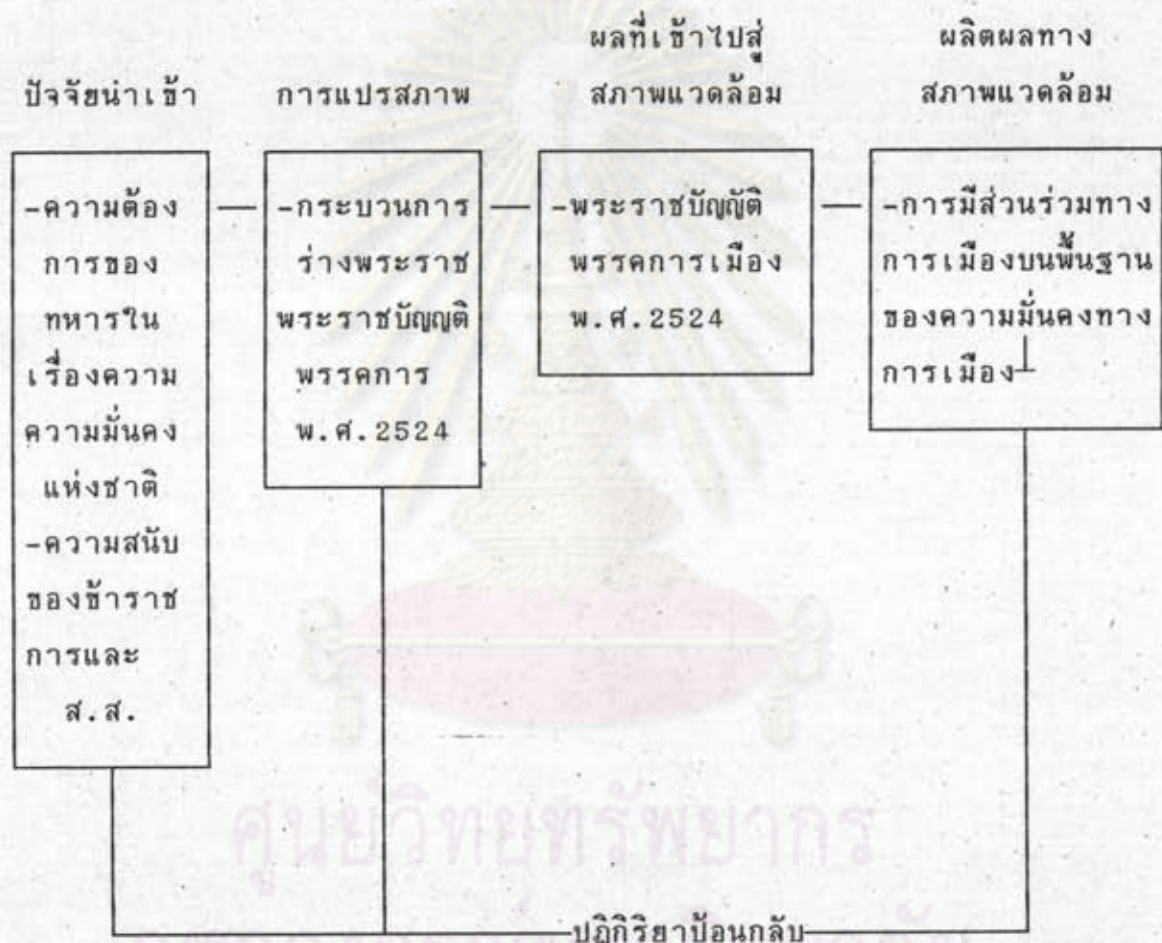 ผลที่เข้าไปสู่
ผลิตผลทาง
ปัจจัยนำเข้า
การแปรสภาพ
สภาพแวดล้อม
สภาพแวดล้อม
-ความต้อง
การของ
ทหารใน
เรื่องความ
ความมั่นคง
แห่งชาติ
-ความสนับ
ของข้าราช
การและ
ส.ส.
-กระบวนการ
ร่างพระราช
พระราชบัญญัติ
พรรคการ
พ.ศ.2524
-พระราชบัญญัติ
พรรคการเมือง
พ.ศ.2524
-การมีส่วนร่วมทาง
การเมืองบนพื้นฐาน
ของความมั่นคงทาง
การเมือง
ศูนย์วิทยทรัพยากร
ปฏิกิริยาป้อนกลับ